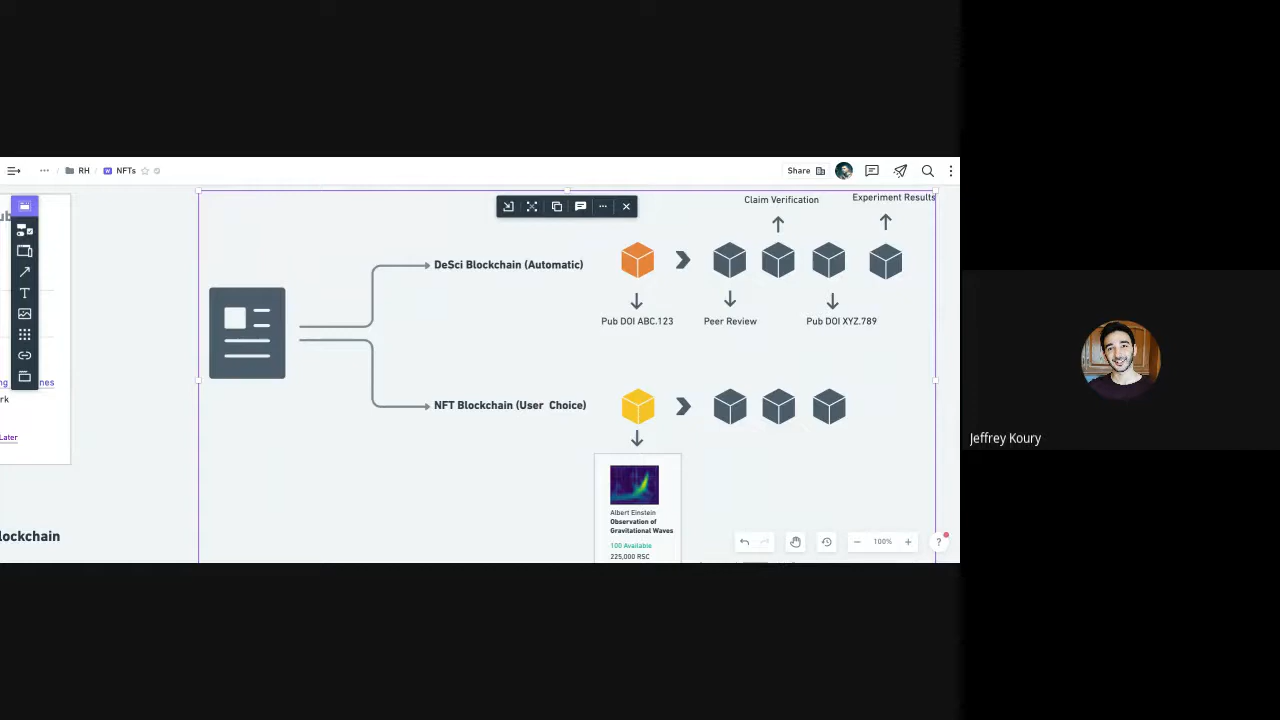 RH / NFTs
Share
Claim Verification
Experiment Results
DeSci Blockchain (Automatic)
Pub DOI ABC.123
Peer Review
Pub DOI XYZ.789
NFT Blockchain (User Choice)
Later
lockchain
Albert Einstein
Observation of
Gravitational Waves
100 Available
225,000 RSC
100%
Jeffrey Koury